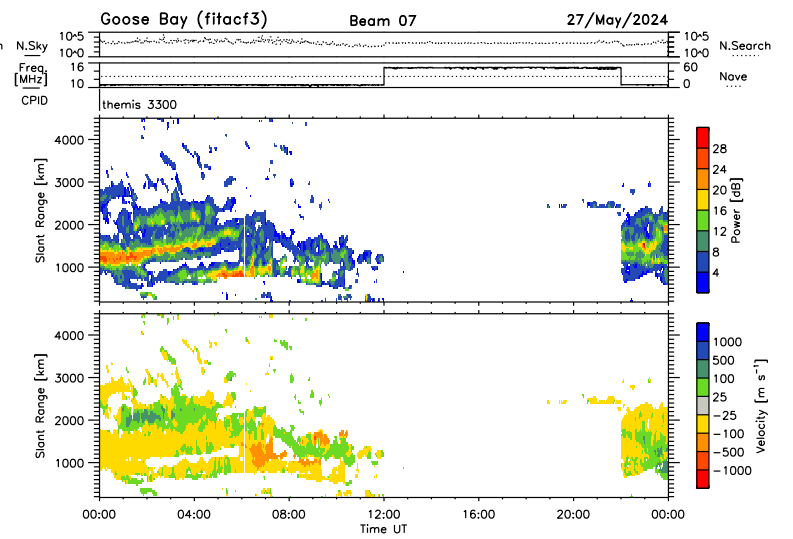 Goose Bay (fitacf3) Beam 07 27/May/2024
N.Sky 10^5 10^0 10^5 10^0 N.Search
Freq. [MHz] 16 10 60 0 Nave
CPID themis 3300
4000
3000
2000
1000
Slant Range [km]
28
24
20
16
12
8
4
Power [dB]
4000
3000
2000
1000
Slant Range [km]
1000
500
100
25
−25
−100
−500
−1000
Velocity [m s⁻¹]
00:00 04:00 08:00 12:00 16:00 20:00 00:00
Time UT